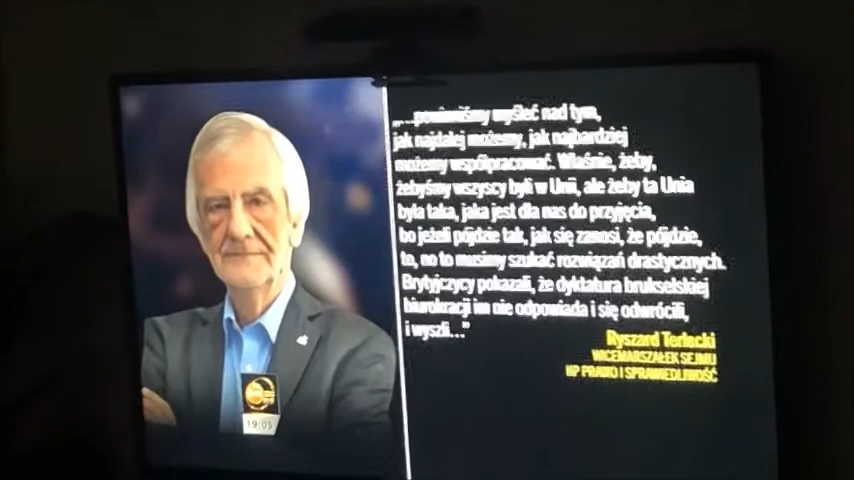 „...powinniśmy myśleć nad tym,
jak najdalej możemy, jak najbardziej
możemy współpracować. Właśnie, żeby,
żebyśmy wszyscy byli w Unii, ale żeby ta Unia
była taka, jaka jest dla nas do przyjęcia,
bo jeżeli pójdzie tak, jak się zanosi, że pójdzie,
to, no to musimy szukać rozwiązań drastycznych.
Brytyjczycy pokazali, że dyktatura brukselskiej
biurokracji im nie odpowiada i się odwrócili,
i wyszli...”
Ryszard Terlecki
WICEMARSZAŁEK SEJMU
KP PRAWO I SPRAWIEDLIWOŚĆ
19:05